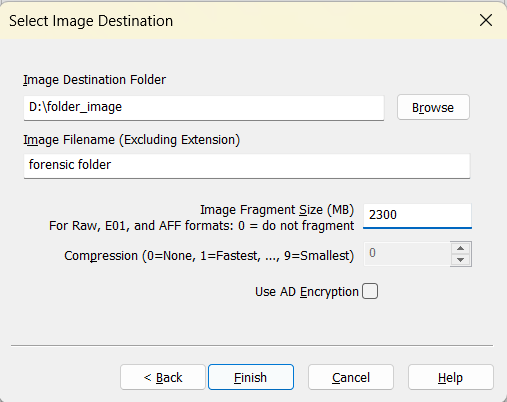 Select Image Destination
Image Destination Folder
D:\folder_image
Browse
Image Filename (Excluding Extension)
forensic folder
Image Fragment Size (MB)
For Raw, E01, and AFF formats: 0 = do not fragment
2300
Compression (0=None, 1=Fastest, ..., 9=Smallest)
0
Use AD Encryption
< Back
Finish
Cancel
Help